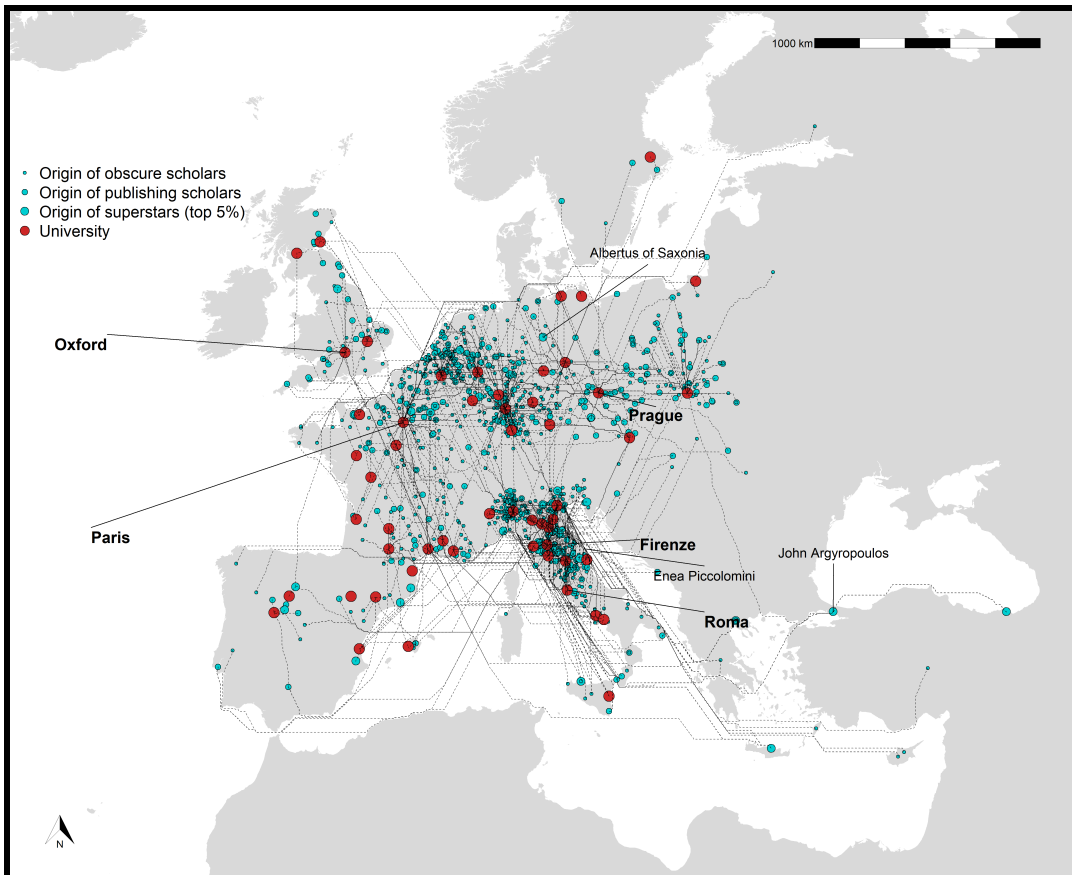 1000 km
Origin of obscure scholars
Origin of publishing scholars
Origin of superstars (top 5%)
University
Albertus of Saxonia
Oxford
Prague
Paris
Firenze
John Argyropoulos
Enea Piccolomini
Roma
N